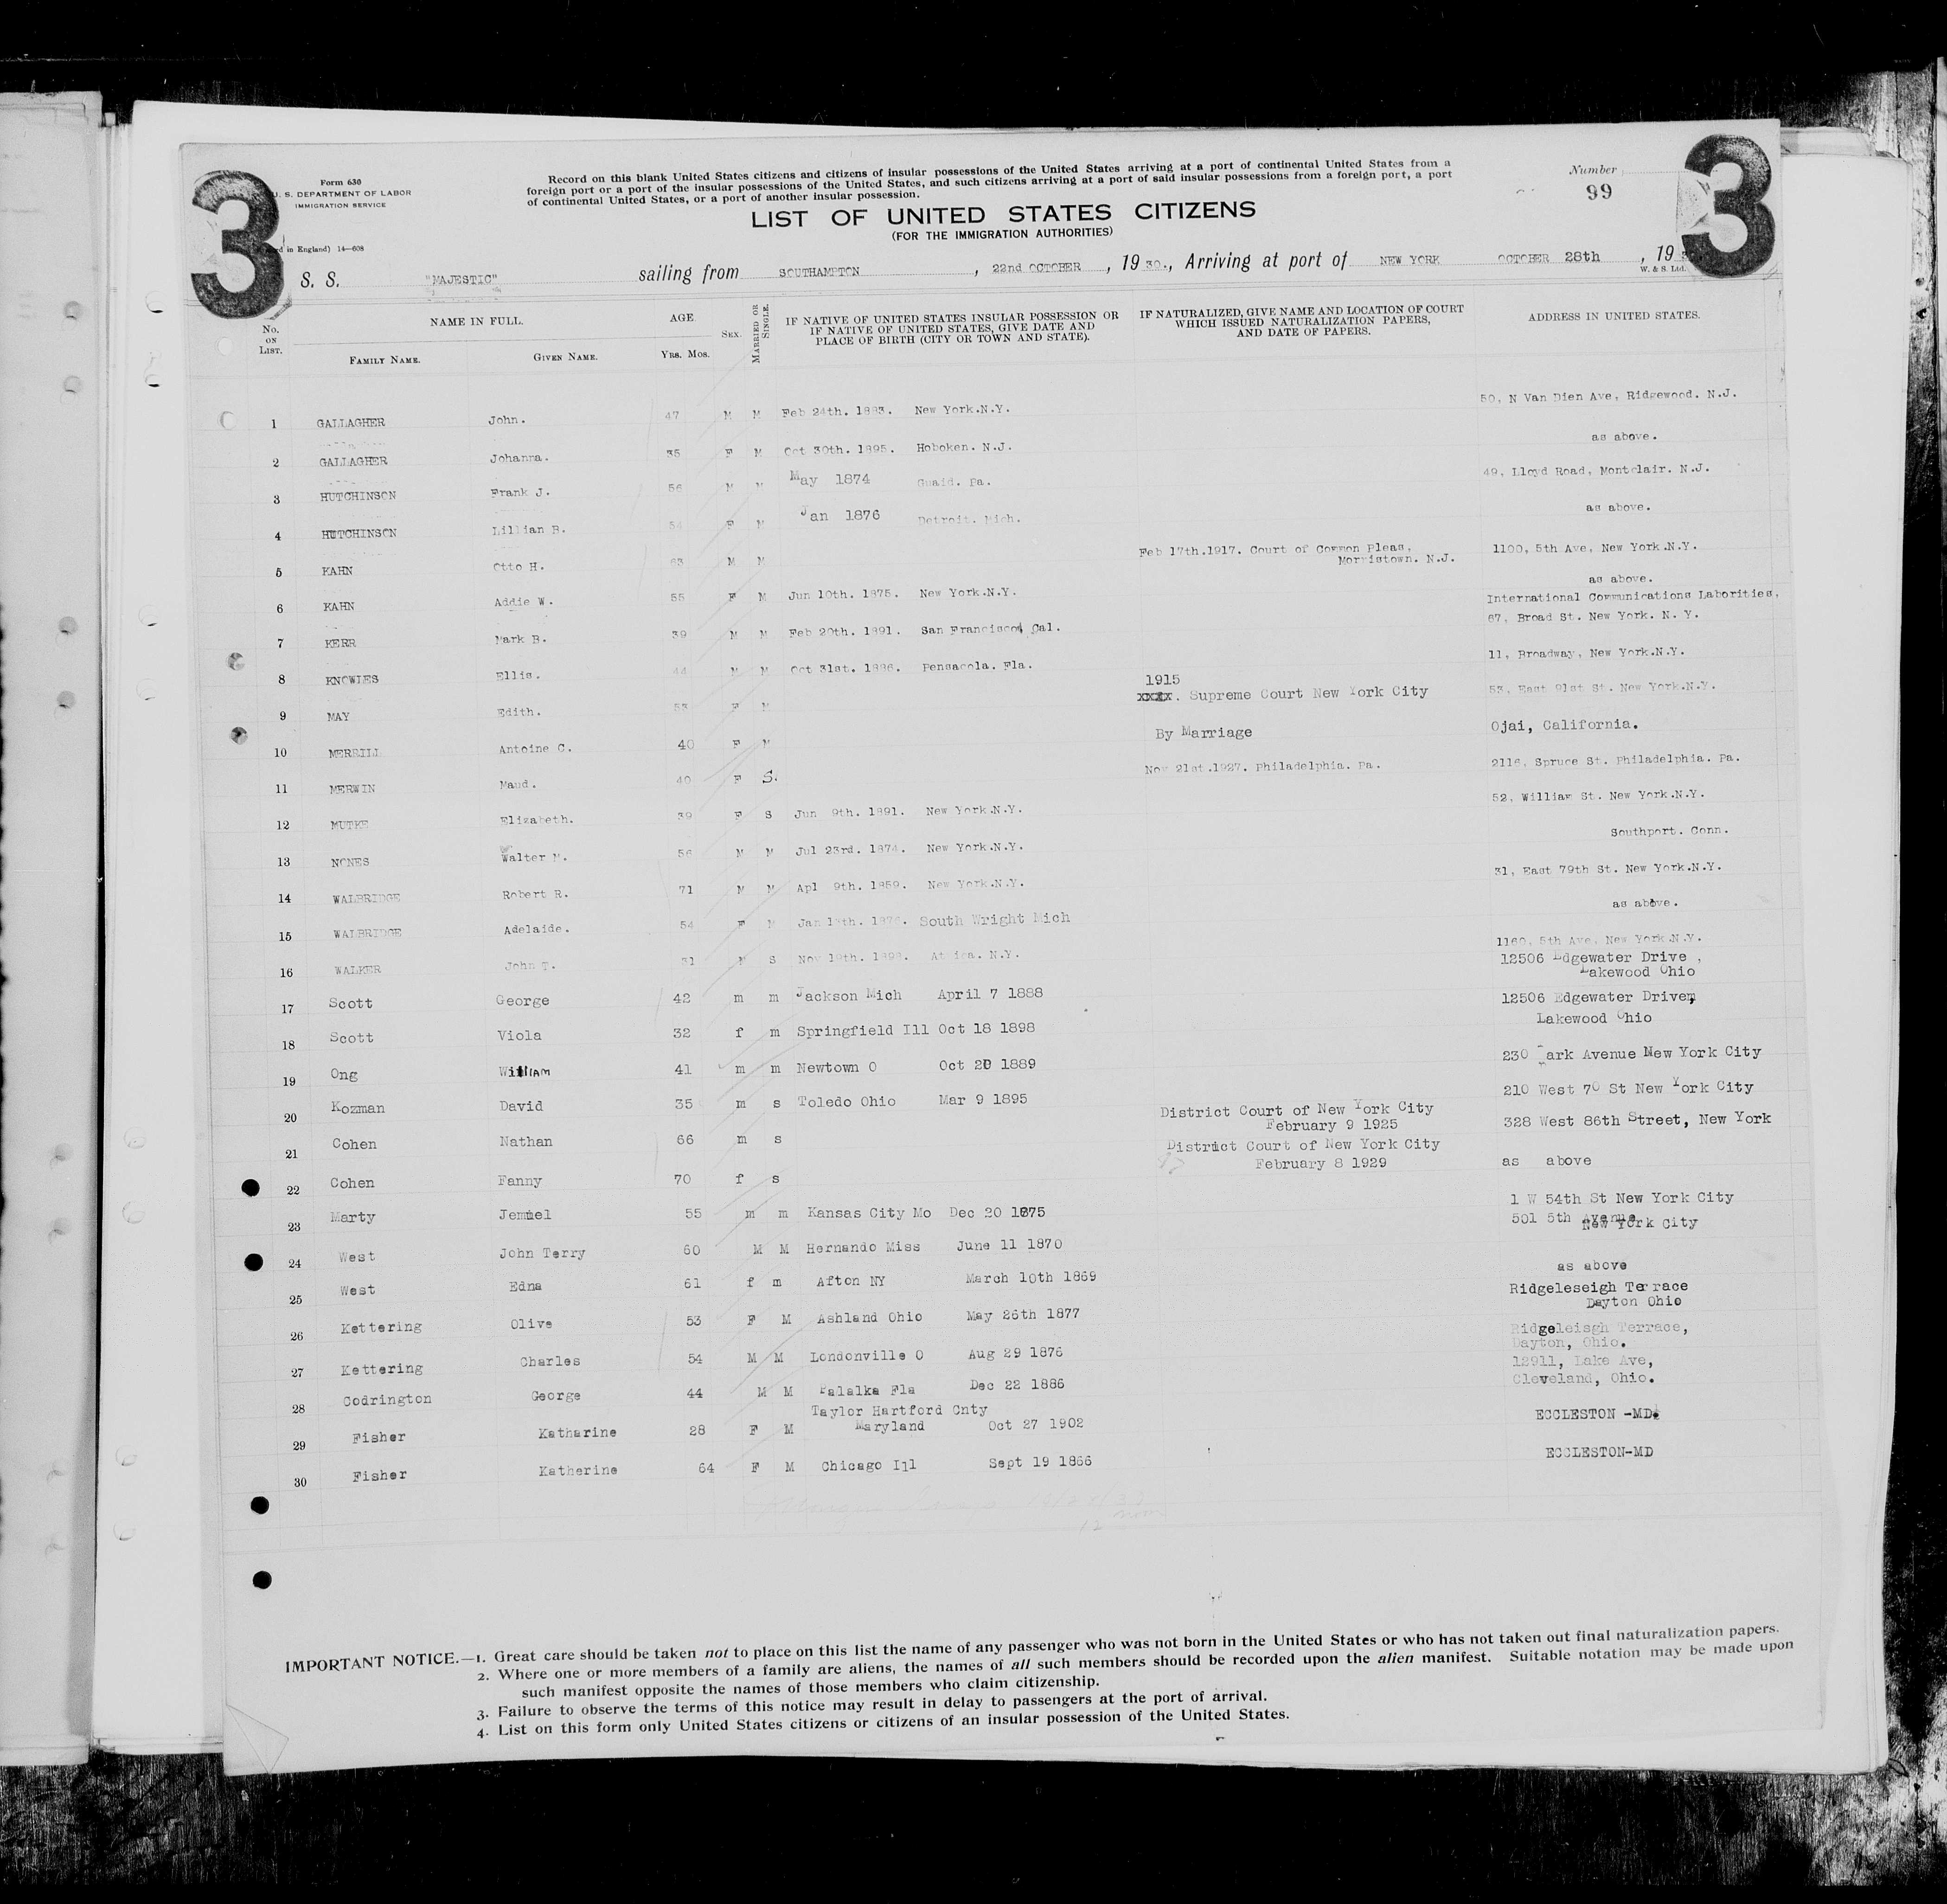 3
3
Form 630
U. S. DEPARTMENT OF LABOR
IMMIGRATION SERVICE
in England) 14—608
Record on this blank United States citizens and citizens of insular possessions of the United States arriving at a port of continental United States from a
foreign port or a port of the insular possessions of the United States, and such citizens arriving at a port of said insular possessions from a foreign port, a port
of continental United States, or a port of another insular possession.
Number
99
LIST OF UNITED STATES CITIZENS
(FOR THE IMMIGRATION AUTHORITIES)
S. S. "MAJESTIC" sailing from SOUTHAMPTON, 22nd OCTOBER, 1930., Arriving at port of NEW YORK OCTOBER 28th, 19
W. & S. Ltd.
No. ON LIST. NAME IN FULL. FAMILY NAME. GIVEN NAME. AGE. YRS. MOS. SEX. MARRIED OR SINGLE. IF NATIVE OF UNITED STATES INSULAR POSSESSION OR IF NATIVE OF UNITED STATES, GIVE DATE AND PLACE OF BIRTH (CITY OR TOWN AND STATE). IF NATURALIZED, GIVE NAME AND LOCATION OF COURT WHICH ISSUED NATURALIZATION PAPERS, AND DATE OF PAPERS. ADDRESS IN UNITED STATES.
1 GALLAGHER John. 47 M M Feb 24th. 1883. New York.N.Y. 50, N Van Dien Ave, Ridgewood. N.J.
2 GALLAGHER Johanna. 35 F M Oct 30th. 1895. Hoboken. N.J. as above.
3 HUTCHINSON Frank J. 56 M M May 1874 Pa. 49, Lloyd Road, Montclair. N.J.
4 HUTCHINSON Lillian B. 54 F M Jan 1876 Detroit. Mich. as above.
5 KAHN Otto H. 63 M M Feb 17th.1917. Court of Common Pleas, Morristown. N.J. 1100, 5th Ave, New York.N.Y.
6 KAHN Addie W. 55 F M Jun 10th. 1875. New York.N.Y. as above.
7 KERR Mark B. 39 M M Feb 20th. 1891. San Francisco, Cal. International Communications Laborities, 67, Broad St. New York. N. Y.
8 KNOWLES Ellis. 44 M M Oct 31st. 1886. Pensacola. Fla. 11, Broadway, New York.N.Y.
9 MAY Edith. 53 F M 1915 xxxx. Supreme Court New York City 53, East 91st St. New York.N.Y.
10 MERRILL Antoine C. 40 F M By Marriage Ojai, California.
11 MERWIN Maud. 40 F S. Nov 21st.1927. Philadelphia. Pa. 2116, Spruce St. Philadelphia. Pa.
12 MUTKE Elizabeth. 39 F S Jun 9th. 1891. New York.N.Y. 52, William St. New York.N.Y.
13 NONES Walter M. 56 M M Jul 23rd. 1874. New York.N.Y. Southport. Conn.
14 WALBRIDGE Robert R. 71 M M Apl 9th. 1859. New York.N.Y. 31, East 79th St. New York.N.Y.
15 WALBRIDGE Adelaide. 54 F M Jan 1876. South Wright Mich as above.
16 WALKER John T. 31 M S Nov 1898. Attica. N.Y. 1160, 5th Ave, New York.N.Y.
17 Scott George 42 m m Jackson Mich April 7 1888 12506 Edgewater Drive, Lakewood Ohio
18 Scott Viola 32 f m Springfield Ill Oct 18 1898 12506 Edgewater Drive, Lakewood Ohio
19 Ong William 41 m m Newtown O Oct 20 1889 230 Park Avenue New York City
20 Kozman David 35 m s Toledo Ohio Mar 9 1895 210 West 70 St New York City
21 Cohen Nathan 66 m s District Court of New York City February 9 1925 328 West 86th Street, New York
22 Cohen Fanny 70 f s District Court of New York City February 8 1929 as above
23 Marty Jemmel 55 m m Kansas City Mo Dec 20 1875 1 W 54th St New York City
24 West John Terry 60 M M Hernando Miss June 11 1870 501 5th Avenue New York City
25 West Edna 61 f m Afton NY March 10th 1869 as above
26 Kettering Olive 53 F M Ashland Ohio May 26th 1877 Ridgeleseigh Terrace Dayton Ohio
27 Kettering Charles 54 M M Londonville O Aug 29 1876 Ridgeleisgh Terrace, Dayton, Ohio.
28 Codrington George 44 M M Palalka Fla Dec 22 1886 12911, Lake Ave, Cleveland, Ohio.
29 Fisher Katharine 28 F M Taylor Hartford Cnty Maryland Oct 27 1902 ECCLESTON -MD.
30 Fisher Katherine 64 F M Chicago Ill Sept 19 1866 ECCLESTON-MD
IMPORTANT NOTICE.—1. Great care should be taken not to place on this list the name of any passenger who was not born in the United States or who has not taken out final naturalization papers.
2. Where one or more members of a family are aliens, the names of all such members should be recorded upon the alien manifest. Suitable notation may be made upon
such manifest opposite the names of those members who claim citizenship.
3. Failure to observe the terms of this notice may result in delay to passengers at the port of arrival.
4. List on this form only United States citizens or citizens of an insular possession of the United States.